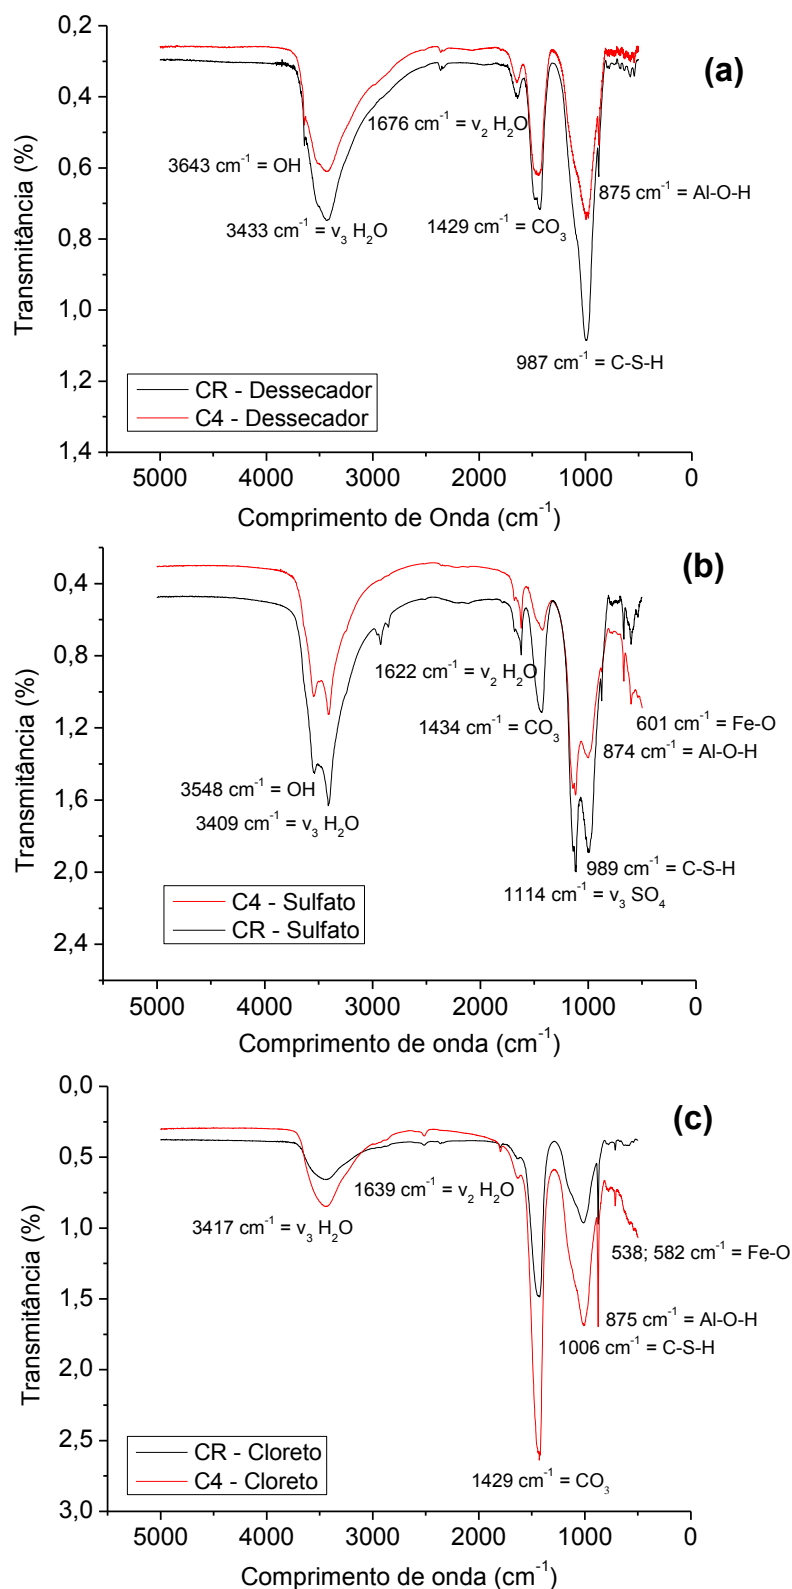 0,2
(a)
0,4
1676 cm⁻¹ = v₂ H₂O
0,6
3643 cm⁻¹ = OH
875 cm⁻¹ = Al-O-H
3433 cm⁻¹ = v₃ H₂O
1429 cm⁻¹ = CO₃
0,8
1,0
987 cm⁻¹ = C-S-H
1,2
CR - Dessecador
C4 - Dessecador
1,4
Transmitância (%)
5000 4000 3000 2000 1000 0
Comprimento de Onda (cm⁻¹)
(b)
0,4
0,8
1622 cm⁻¹ = v₂ H₂O
1434 cm⁻¹ = CO₃
601 cm⁻¹ = Fe-O
1,2
874 cm⁻¹ = Al-O-H
3548 cm⁻¹ = OH
1,6
3409 cm⁻¹ = v₃ H₂O
2,0
989 cm⁻¹ = C-S-H
1114 cm⁻¹ = v₃ SO₄
C4 - Sulfato
CR - Sulfato
2,4
Transmitância (%)
5000 4000 3000 2000 1000 0
Comprimento de onda (cm⁻¹)
0,0
(c)
0,5
1639 cm⁻¹ = v₂ H₂O
3417 cm⁻¹ = v₃ H₂O
1,0
538; 582 cm⁻¹ = Fe-O
1,5
875 cm⁻¹ = Al-O-H
1006 cm⁻¹ = C-S-H
2,0
2,5
CR - Cloreto
C4 - Cloreto
1429 cm⁻¹ = CO₃
3,0
Transmitância (%)
5000 4000 3000 2000 1000 0
Comprimento de onda (cm⁻¹)